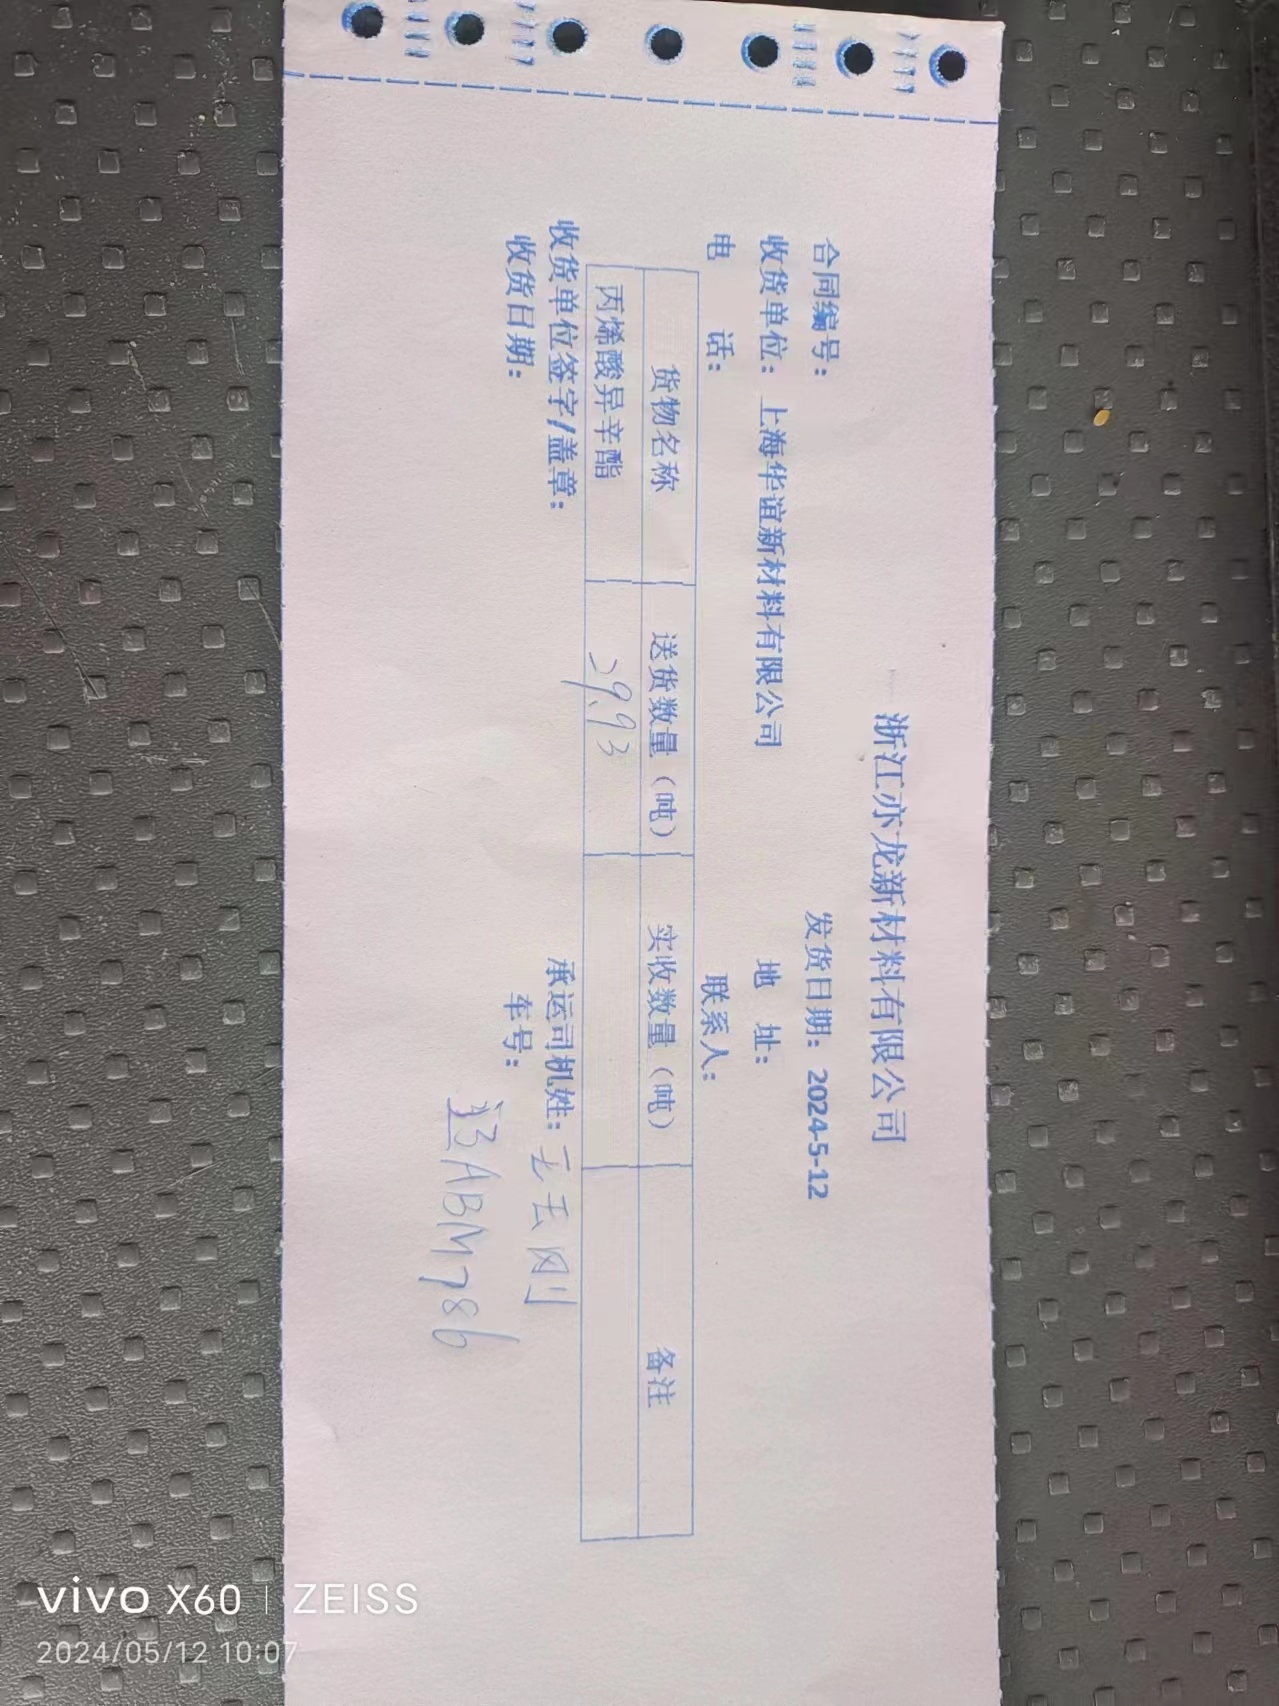 浙江亦龙新材料有限公司
合同编号： 发货日期：2024-5-12
收货单位：上海华谊新材料有限公司 地 址：
电 话： 联系人：
货物名称 送货数量（吨） 实收数量（吨） 备注
丙烯酸异辛酯 29.93
收货单位签字/盖章： 承运司机姓：
收货日期： 车号：
3ABM786
vivo X60 | ZEISS
2024/05/12 10:07